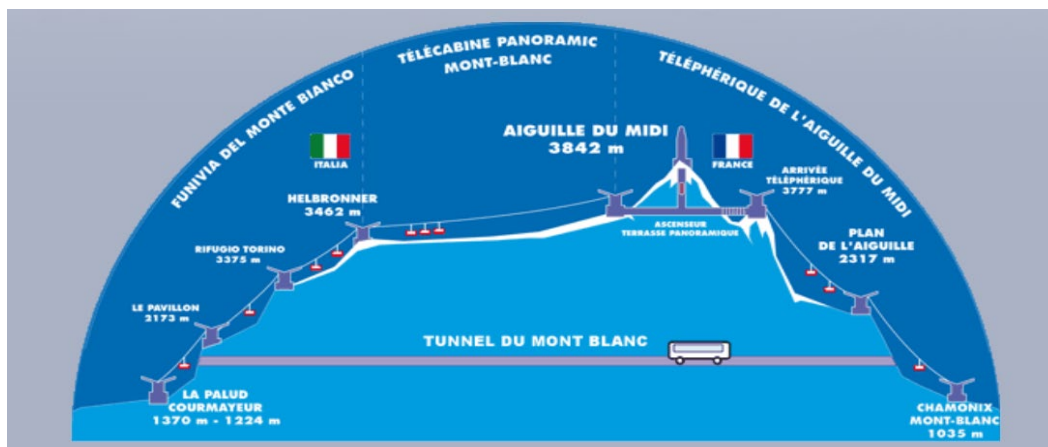 FUNIVIA DEL MONTE BIANCO
TÉLÉCABINE PANORAMIC
MONT-BLANC
TÉLÉPHÉRIQUE DE L'AIGUILLE DU MIDI
ITALIA
AIGUILLE DU MIDI
3842 m
FRANCE
ARRIVÉE
TÉLÉPHÉRIQUE
3777 m
HELBRONNER
3462 m
ASCENSEUR
TERRASSE PANORAMIQUE
PLAN
DE L'AIGUILLE
2317 m
RIFUGIO TORINO
3375 m
LE PAVILLON
2173 m
TUNNEL DU MONT BLANC
LA PALUD
COURMAYEUR
1370 m - 1224 m
CHAMONIX
MONT-BLANC
1035 m